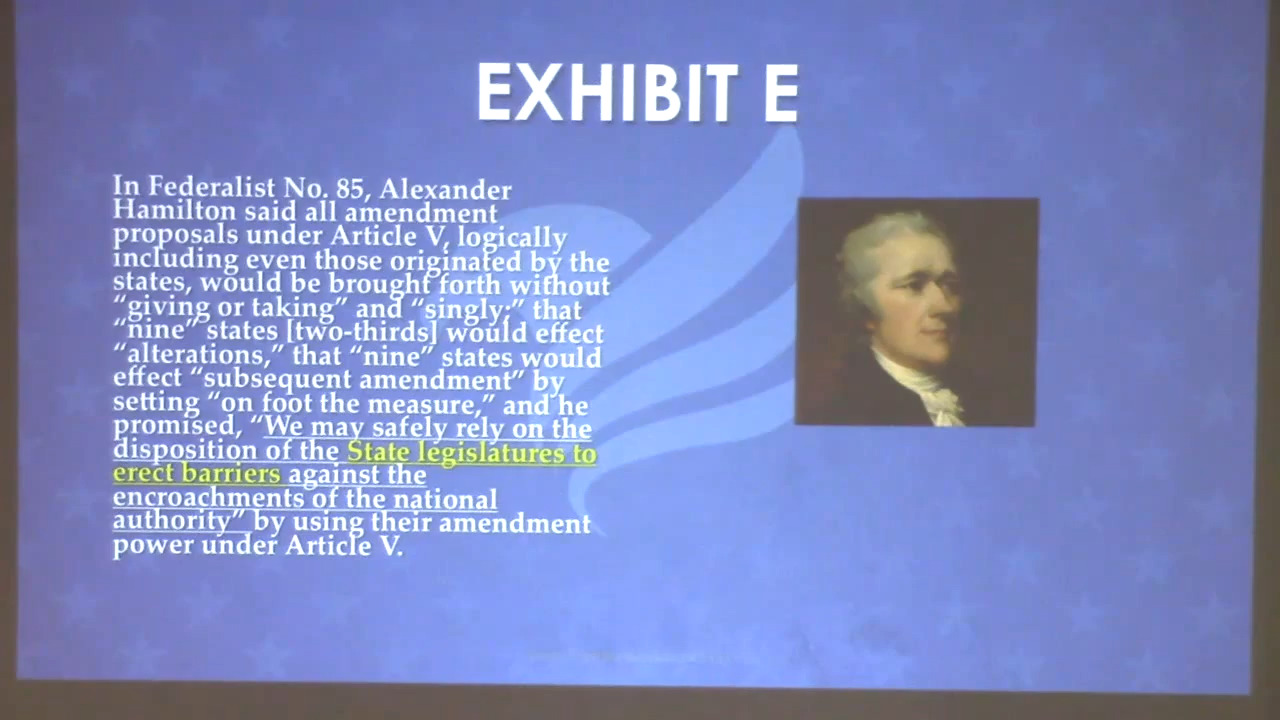 EXHIBIT E
In Federalist No. 85, Alexander
Hamilton said all amendment
proposals under Article V, logically
including even those originated by the
states, would be brought forth without
“giving or taking” and “singly;” that
“nine” states [two-thirds] would effect
“alterations,” that “nine” states would
effect “subsequent amendment” by
setting “on foot the measure,” and he
promised, “We may safely rely on the
disposition of the State legislatures to
erect barriers against the
encroachments of the national
authority” by using their amendment
power under Article V.